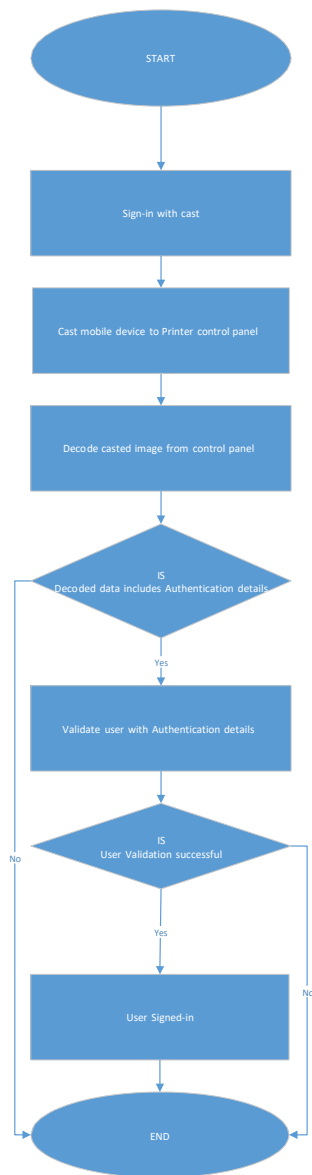 START
Sign-in with cast
Cast mobile device to Printer control panel
Decode casted image from control panel
IS
Decoded data includes Authentication details
Yes
Validate user with Authentication details
IS
User Validation successful
No
Yes
No
User Signed-in
END